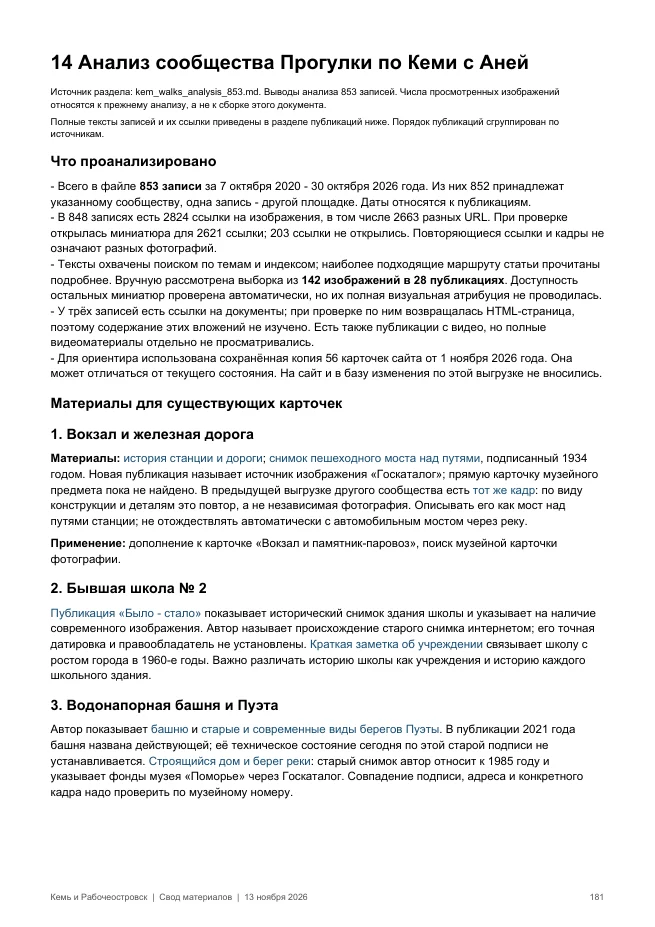 14 Анализ сообщества Прогулки по Кеми с Аней
Источник раздела: kem_walks_analysis_853.md. Выводы анализа 853 записей. Числа просмотренных изображений
относятся к прежнему анализу, а не к сборке этого документа.
Полные тексты записей и их ссылки приведены в разделе публикаций ниже. Порядок публикаций сгруппирован по
источникам.
Что проанализировано
- Всего в файле 853 записи за 7 октября 2020 - 30 октября 2026 года. Из них 852 принадлежат
указанному сообществу, одна запись - другой площадке. Даты относятся к публикациям.
- В 848 записях есть 2824 ссылки на изображения, в том числе 2663 разных URL. При проверке
открылась миниатюра для 2621 ссылки; 203 ссылки не открылись. Повторяющиеся ссылки и кадры не
означают разных фотографий.
- Тексты охвачены поиском по темам и индексом; наиболее подходящие маршруту статьи прочитаны
подробнее. Вручную рассмотрена выборка из 142 изображений в 28 публикациях. Доступность
остальных миниатюр проверена автоматически, но их полная визуальная атрибуция не проводилась.
- У трёх записей есть ссылки на документы; при проверке по ним возвращалась HTML-страница,
поэтому содержание этих вложений не изучено. Есть также публикации с видео, но полные
видеоматериалы отдельно не просматривались.
- Для ориентира использована сохранённая копия 56 карточек сайта от 1 ноября 2026 года. Она
может отличаться от текущего состояния. На сайт и в базу изменения по этой выгрузке не вносились.
Материалы для существующих карточек
1. Вокзал и железная дорога
Материалы: история станции и дороги; снимок пешеходного моста над путями, подписанный 1934
годом. Новая публикация называет источник изображения «Госкаталог»; прямую карточку музейного
предмета пока не найдено. В предыдущей выгрузке другого сообщества есть тот же кадр: по виду
конструкции и деталям это повтор, а не независимая фотография. Описывать его как мост над
путями станции; не отождествлять автоматически с автомобильным мостом через реку.
Применение: дополнение к карточке «Вокзал и памятник-паровоз», поиск музейной карточки
фотографии.
2. Бывшая школа № 2
Публикация «Было - стало» показывает исторический снимок здания школы и указывает на наличие
современного изображения. Автор называет происхождение старого снимка интернетом; его точная
датировка и правообладатель не установлены. Краткая заметка об учреждении связывает школу с
ростом города в 1960-е годы. Важно различать историю школы как учреждения и историю каждого
школьного здания.
3. Водонапорная башня и Пуэта
Автор показывает башню и старые и современные виды берегов Пуэты. В публикации 2021 года
башня названа действующей; её техническое состояние сегодня по этой старой подписи не
устанавливается. Строящийся дом и берег реки: старый снимок автор относит к 1985 году и
указывает фонды музея «Поморье» через Госкаталог. Совпадение подписи, адреса и конкретного
кадра надо проверить по музейному номеру.
Кемь и Рабочеостровск | Свод материалов | 13 ноября 2026
181